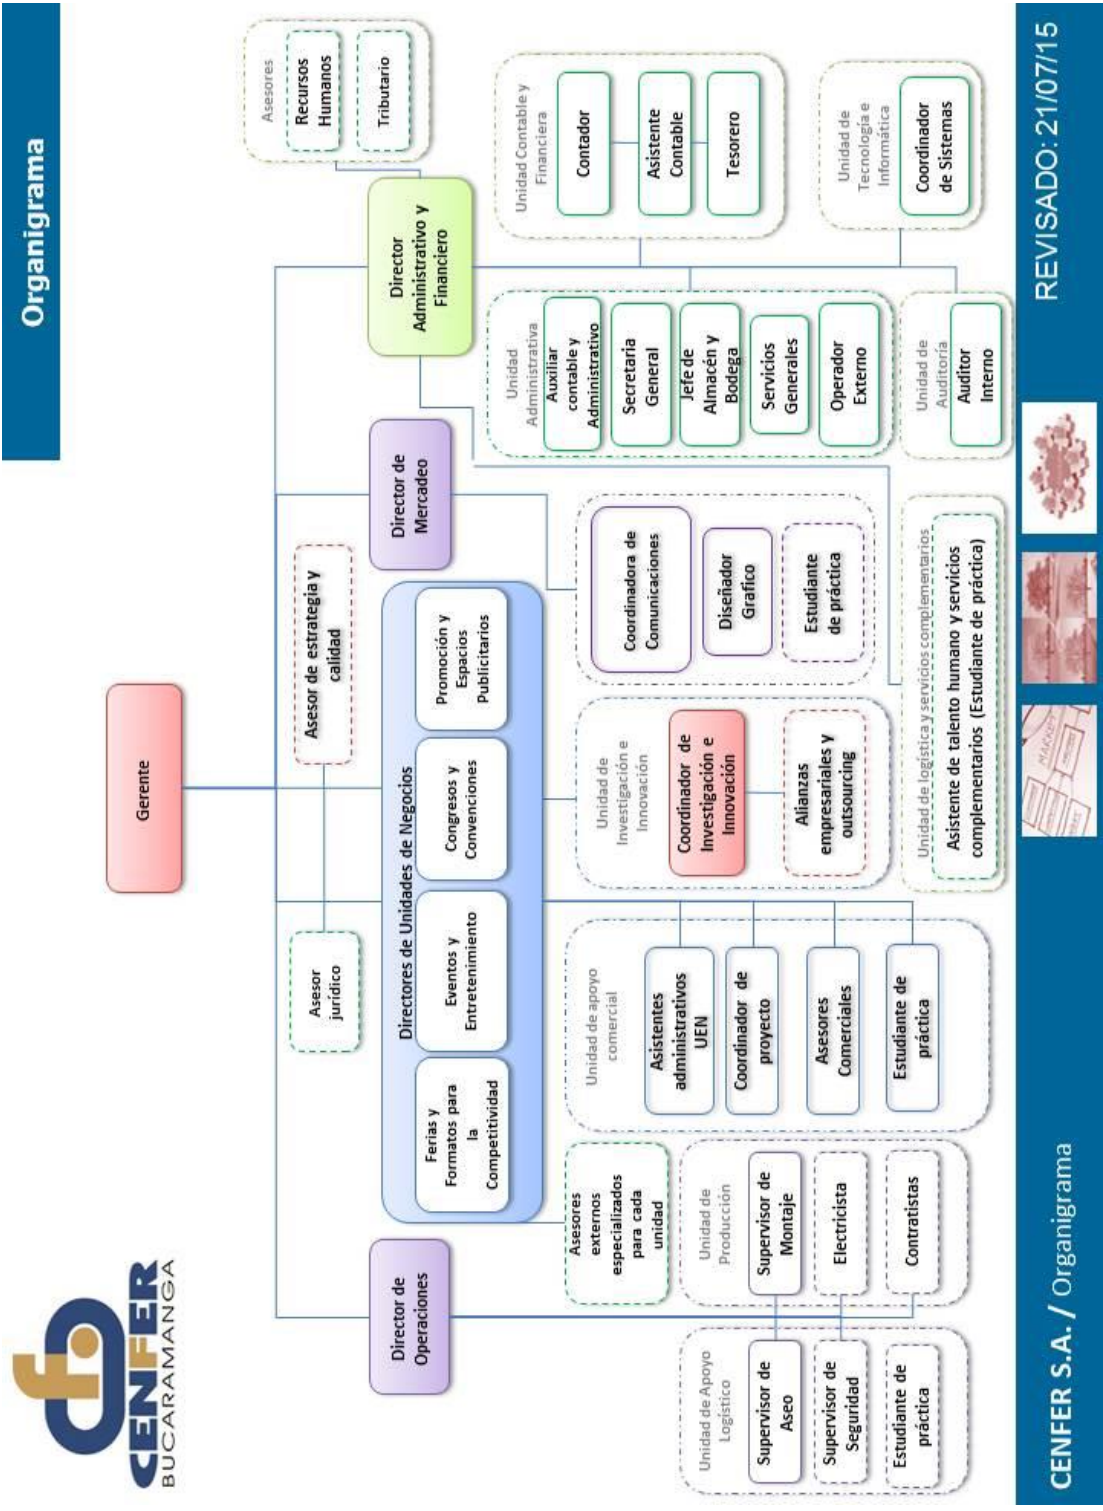 CENFER
BUCARAMANGA
Organigrama
Gerente
Asesor
jurídico
Asesor de estrategia y
calidad
Asesores
Recursos
Humanos
Tributario
Director de
Operaciones
Directores de Unidades de Negocios
Ferias y
Formatos para
la
Competitividad
Eventos y
Entretenimiento
Congresos y
Convenciones
Promoción y
Espacios
Publicitarios
Director de
Mercadeo
Director
Administrativo y
Financiero
Unidad de Apoyo
Logístico
Supervisor de
Aseo
Supervisor de
Seguridad
Estudiante de
práctica
Unidad de
Producción
Supervisor de
Montaje
Electricista
Contratistas
Asesores
externos
especializados
para cada
unidad
Unidad de apoyo
comercial
Asistentes
administrativos
UEN
Coordinador de
proyecto
Asesores
Comerciales
Estudiante de
práctica
Unidad de
Investigación e
Innovación
Coordinador de
Investigación e
Innovación
Alianzas
empresariales y
outsourcing
Coordinadora de
Comunicaciones
Diseñador
Grafico
Estudiante
de práctica
Unidad
Administrativa
Auxiliar
contable y
Administrativo
Secretaria
General
Jefe de
Almacén y
Bodega
Servicios
Generales
Operador
Externo
Unidad Contable y
Financiera
Contador
Asistente
Contable
Tesorero
Unidad de
Tecnología e
Informática
Coordinador
de Sistemas
Unidad de
Auditoría
Auditor
Interno
Unidad de logística y servicios complementarios
Asistente de talento humano y servicios
complementarios (Estudiante de práctica)
CENFER S.A. / Organigrama
MARKET
REVISADO: 21/07/15